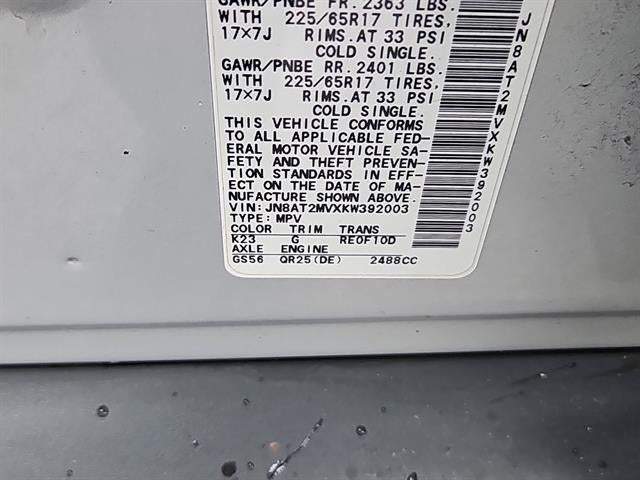 GAWR/PNBE FR. 2363 LBS.
WITH 225/65R17 TIRES,
17×7J RIMS.AT 33 PSI
COLD SINGLE.
GAWR/PNBE RR. 2401 LBS.
WITH 225/65R17 TIRES,
17×7J RIMS.AT 33 PSI
COLD SINGLE.
THIS VEHICLE CONFORMS
TO ALL APPLICABLE FED-
ERAL MOTOR VEHICLE SA-
FETY AND THEFT PREVEN-
TION STANDARDS IN EFF-
ECT ON THE DATE OF MA-
NUFACTURE SHOWN ABOVE.
VIN: JN8AT2MVXKW392003
TYPE: MPV
COLOR TRIM TRANS
K23 G RE0F10D
AXLE ENGINE
GS56 QR25(DE) 2488CC
JN8AT2MVXKW392003